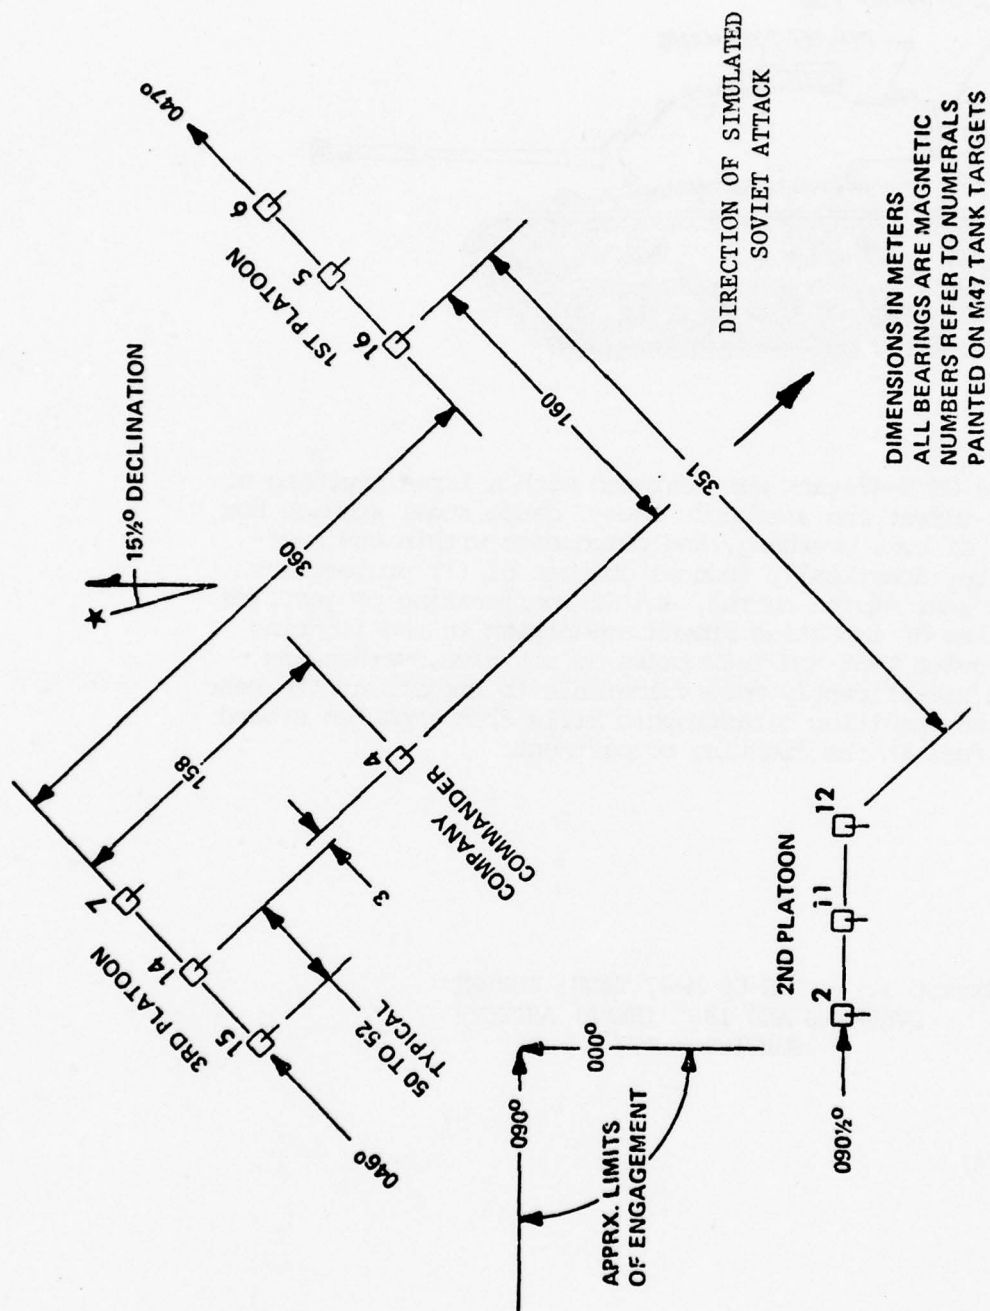 047°
6
5
16
1ST PLATOON
15½° DECLINATION
360
158
160
351
7
14
15
3RD PLATOON
4
COMPANY
COMMANDER
3
50 TO 52
TYPICAL
046°
DIRECTION OF SIMULATED
SOVIET ATTACK
2ND PLATOON
2
11
12
090½°
090°
000°
APPRX. LIMITS
OF ENGAGEMENT
DIMENSIONS IN METERS
ALL BEARINGS ARE MAGNETIC
NUMBERS REFER TO NUMERALS
PAINTED ON M47 TANK TARGETS